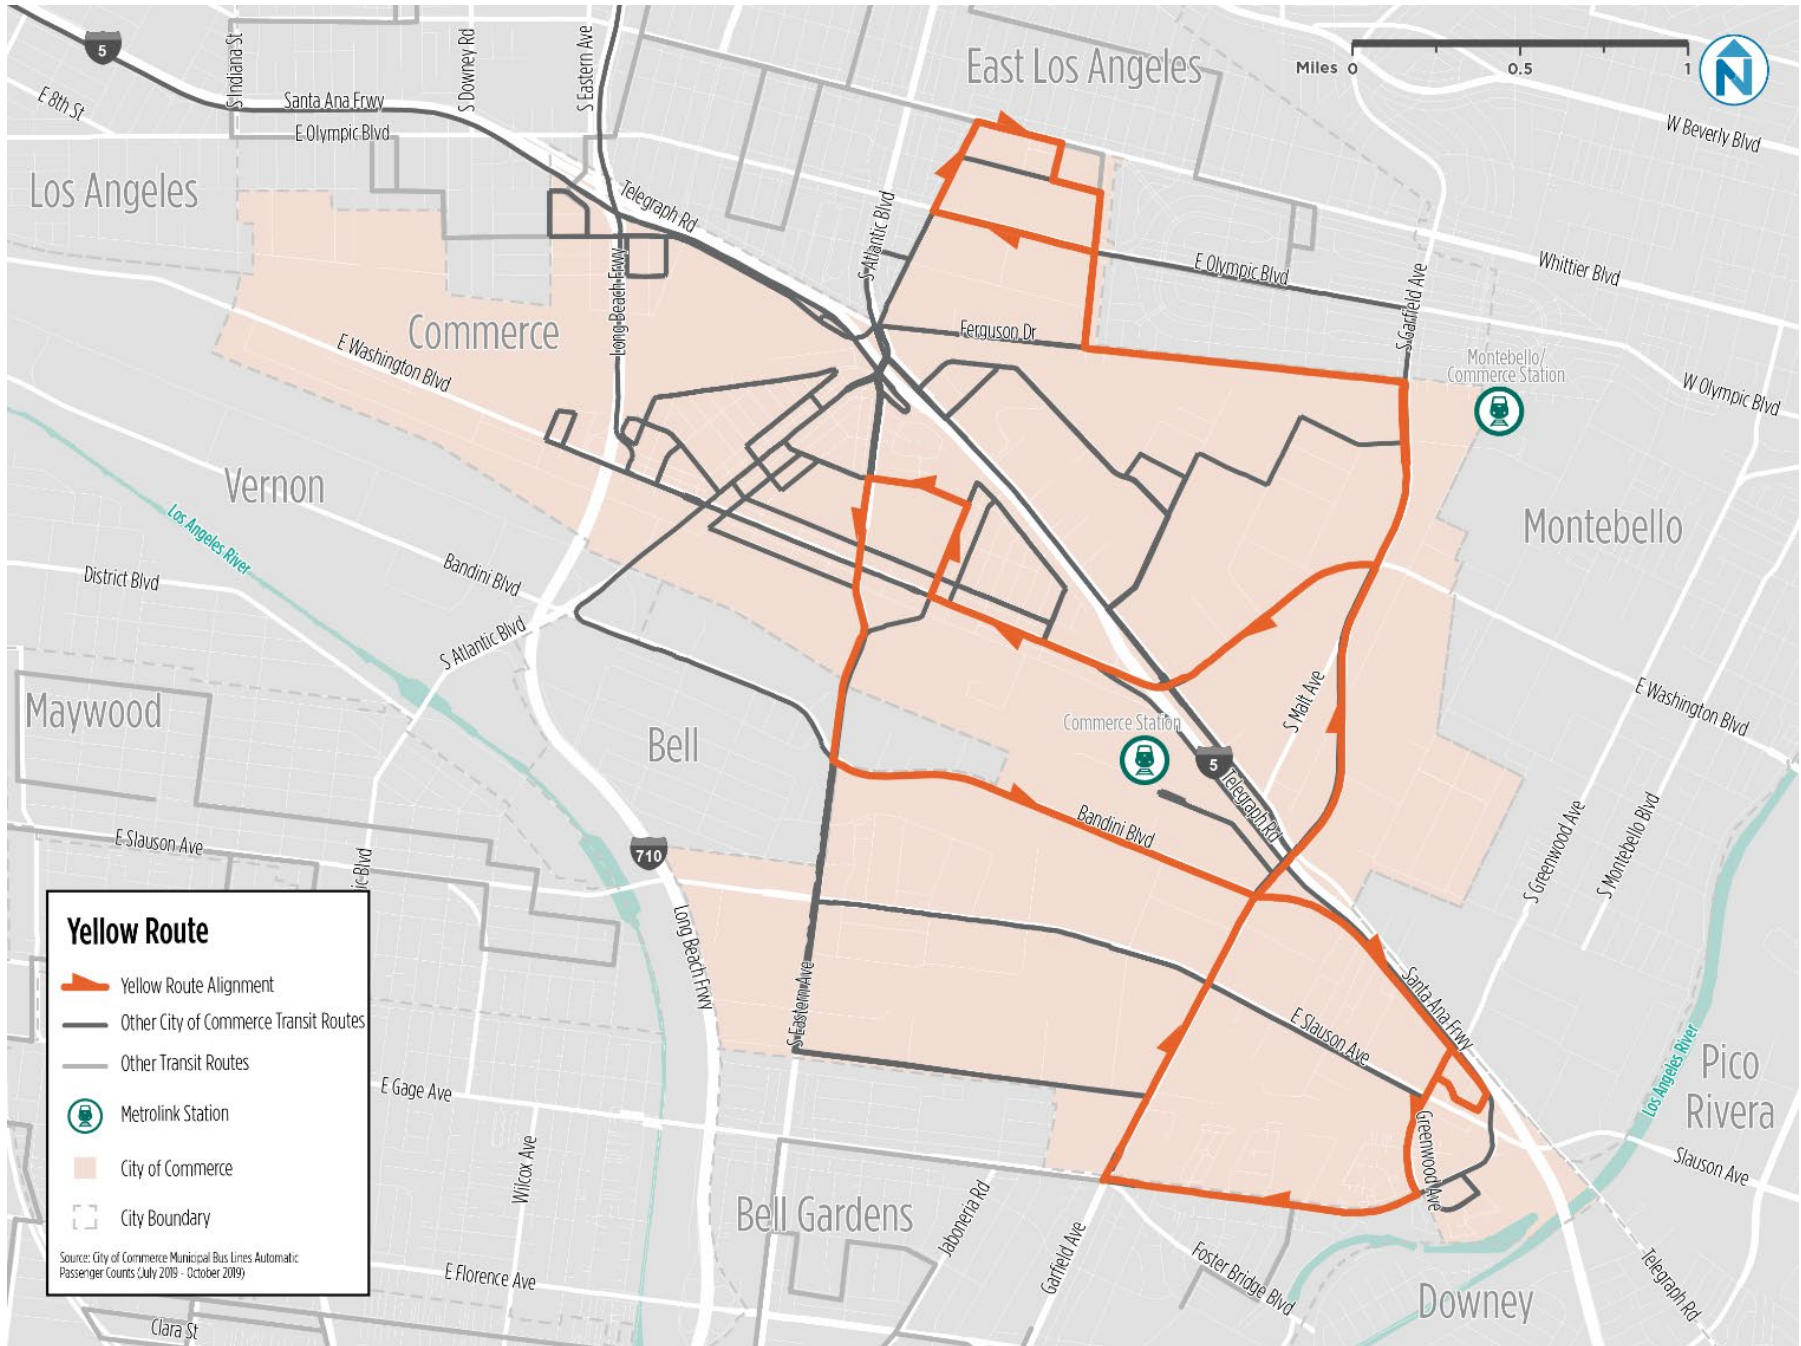 5
S Indiana St
S Downey Rd
S Eastern Ave
East Los Angeles
Miles 0
0.5
1
N
E 8th St
Santa Ana Frwy
E Olympic Blvd
W Beverly Blvd
Los Angeles
Telegraph Rd
S Atlantic Blvd
E Olympic Blvd
Whittier Blvd
Long Beach Frwy
S Garfield Ave
Commerce
Ferguson Dr
E Washington Blvd
Montebello/
Commerce Station
W Olympic Blvd
Vernon
Los Angeles River
Montebello
District Blvd
Bandini Blvd
S Atlantic Blvd
Maywood
Bell
Commerce Station
S Malt Ave
E Washington Blvd
5
Telegraph Rd
Bandini Blvd
E Slauson Ave
710
ic Blvd
S Greenwood Ave
S Montebello Blvd
Long Beach Frwy
S Eastern Ave
Santa Ana Frwy
E Slauson Ave
Los Angeles River
Pico
Rivera
E Gage Ave
Greenwood Ave
Slauson Ave
Wilcox Ave
Bell Gardens
Jaboneria Rd
Garfield Ave
Foster Bridge Blvd
Telegraph Rd
E Florence Ave
Downey
Clara St
Yellow Route
Yellow Route Alignment
Other City of Commerce Transit Routes
Other Transit Routes
Metrolink Station
City of Commerce
City Boundary
Source: City of Commerce Municipal Bus Lines Automatic
Passenger Counts (July 2019 - October 2019)